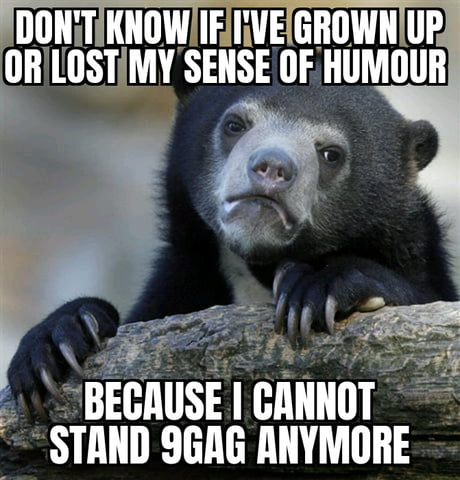 DON'T KNOW IF I'VE GROWN UP
OR LOST MY SENSE OF HUMOUR
BECAUSE I CANNOT
STAND 9GAG ANYMORE